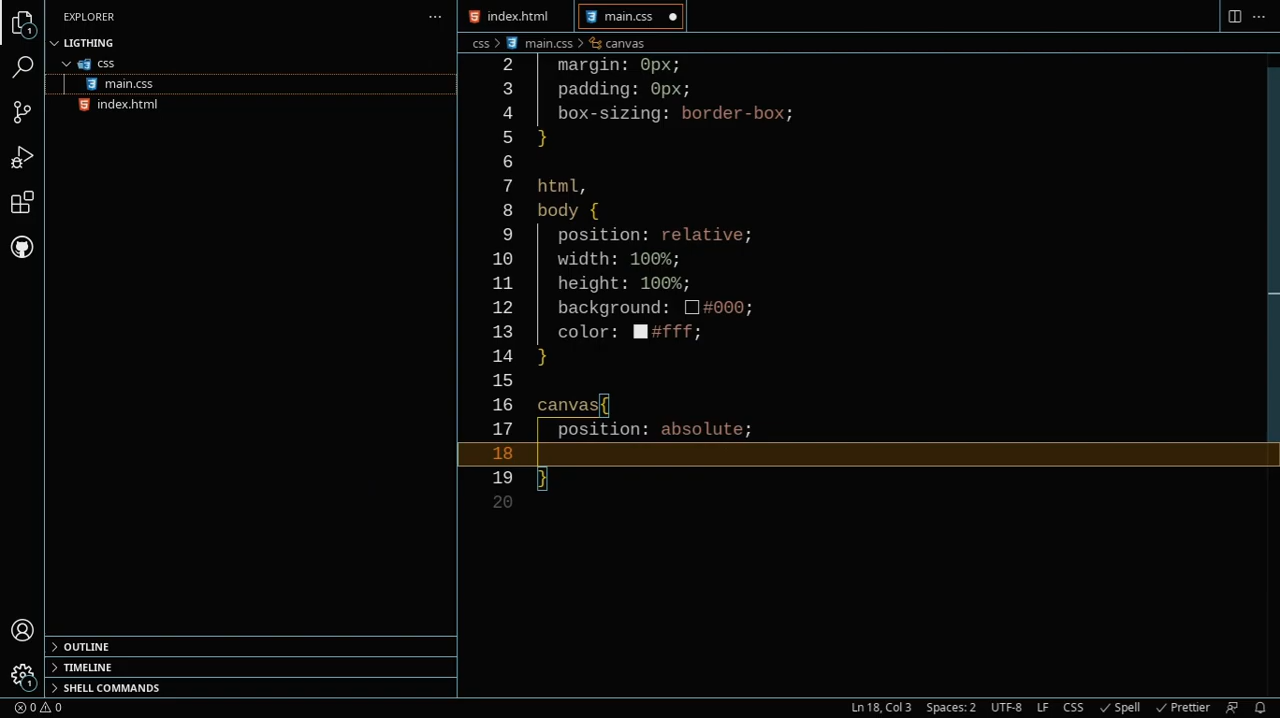 EXPLORER
LIGTHING
css
main.css
index.html
OUTLINE
TIMELINE
SHELL COMMANDS
1
1
index.html
main.css
css > main.css > canvas
2 margin: 0px;
3 padding: 0px;
4 box-sizing: border-box;
5 }
6
7 html,
8 body {
9 position: relative;
10 width: 100%;
11 height: 100%;
12 background: #000;
13 color: #fff;
14 }
15
16 canvas{
17 position: absolute;
18
19 }
20
0 0 Ln 18, Col 3 Spaces: 2 UTF-8 LF CSS Spell Prettier